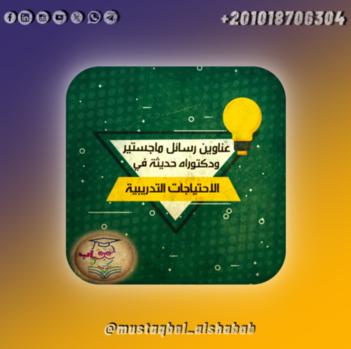 +201018706304
عناوين رسائل ماجستير
ودكتوراه حديثة في
الاحتياجات التدريبية
@mustaqbal_alshabab